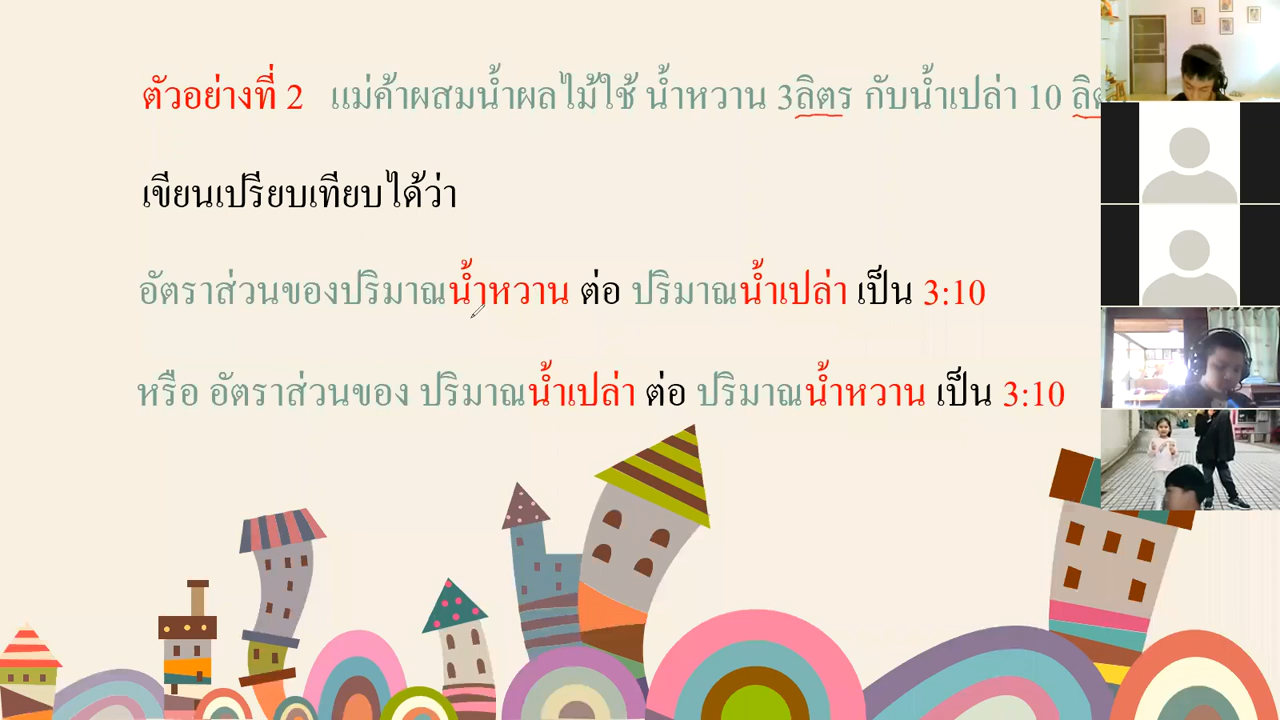 ตัวอย่างที่ 2 แม่ค้าผสมน้ำผลไม้ใช้ น้ำหวาน 3ลิตร กับน้ำเปล่า 10
เขียนเปรียบเทียบได้ว่า
อัตราส่วนของปริมาณน้ำหวาน ต่อ ปริมาณน้ำเปล่า เป็น 3:10
หรือ อัตราส่วนของ ปริมาณน้ำเปล่า ต่อ ปริมาณน้ำหวาน เป็น 3:10